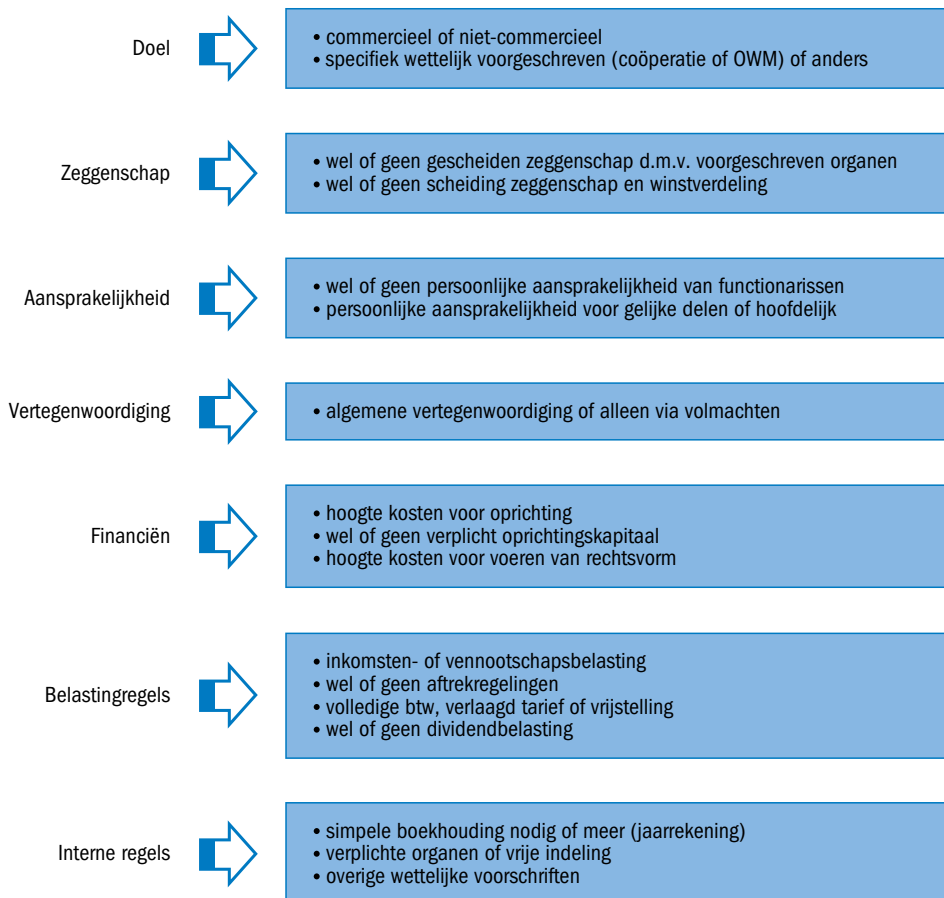 Doel
• commercieel of niet-commercieel
• specifiek wettelijk voorgeschreven (coöperatie of OWM) of anders
Zeggenschap
• wel of geen gescheiden zeggenschap d.m.v. voorgeschreven organen
• wel of geen scheiding zeggenschap en winstverdeling
Aansprakelijkheid
• wel of geen persoonlijke aansprakelijkheid van functionarissen
• persoonlijke aansprakelijkheid voor gelijke delen of hoofdelijk
Vertegenwoordiging
• algemene vertegenwoordiging of alleen via volmachten
Financiën
• hoogte kosten voor oprichting
• wel of geen verplicht oprichtingskapitaal
• hoogte kosten voor voeren van rechtsvorm
Belastingregels
• inkomsten- of vennootschapsbelasting
• wel of geen aftrekregelingen
• volledige btw, verlaagd tarief of vrijstelling
• wel of geen dividendbelasting
Interne regels
• simpele boekhouding nodig of meer (jaarrekening)
• verplichte organen of vrije indeling
• overige wettelijke voorschriften